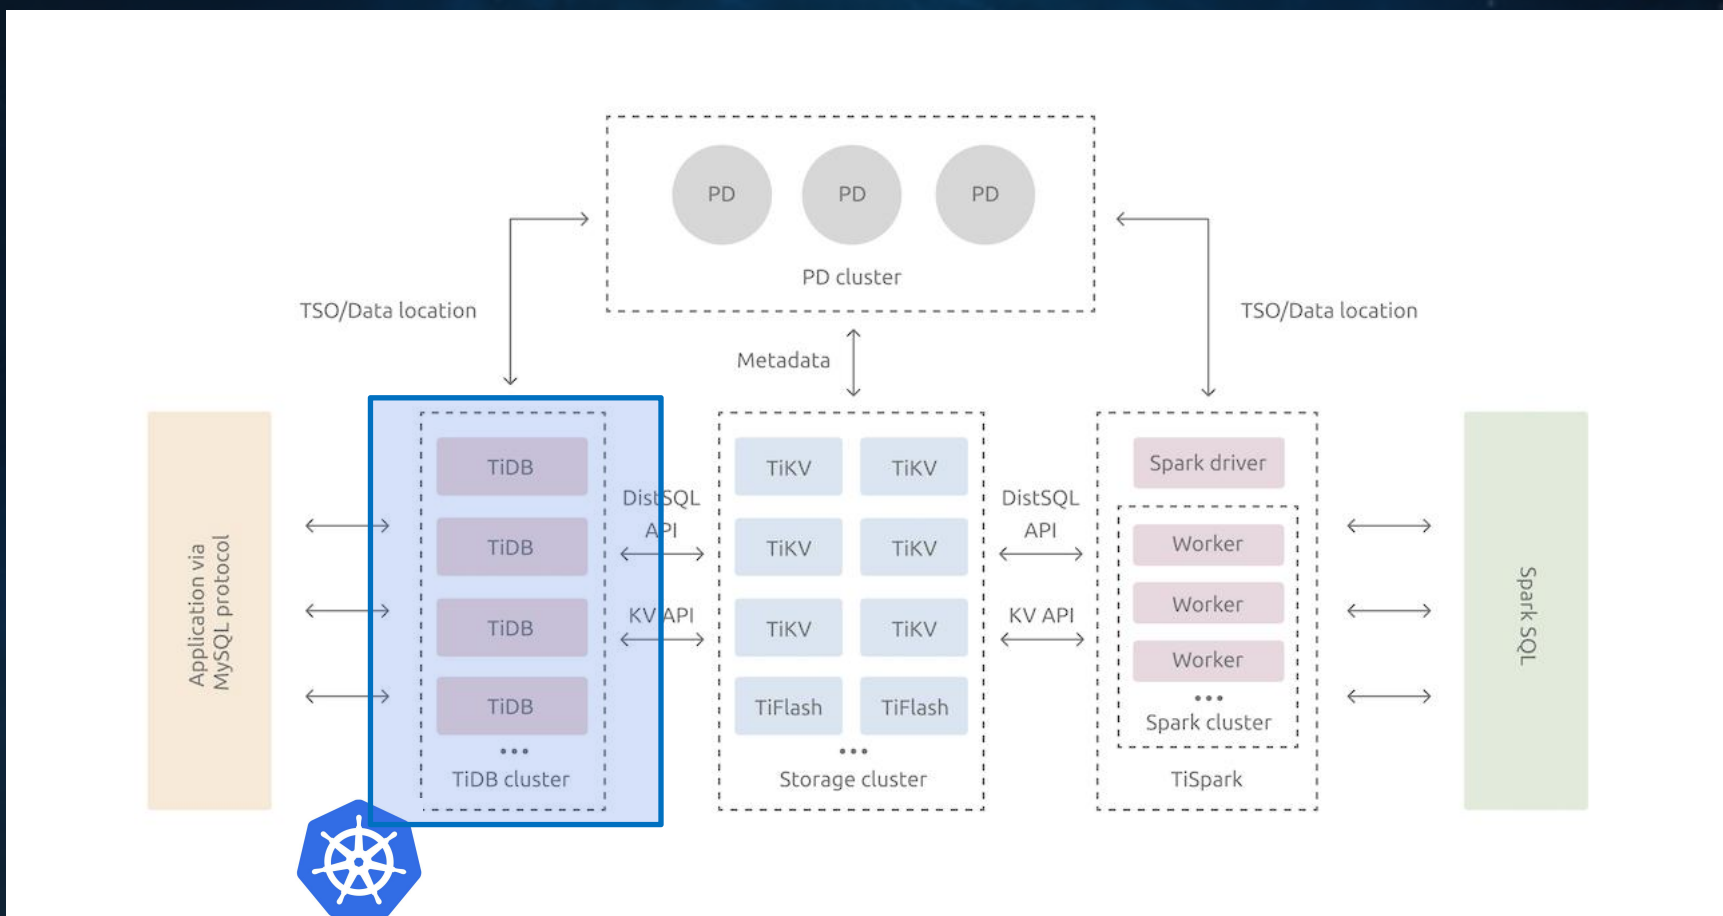 PD
PD
PD
PD cluster
TSO/Data location
TSO/Data location
Metadada
Application via
MySQL protocol
TiDB
TiDB
TiDB
TiDB
•••
TiDB cluster
DistSQL
API
KV API
TiKV
TiKV
TiKV
TiKV
TiKV
TiKV
TiFlash
TiFlash
•••
Storage cluster
DistSQL
API
KV API
Spark driver
Worker
Worker
Worker
•••
Spark cluster
TiSpark
Spark SQL